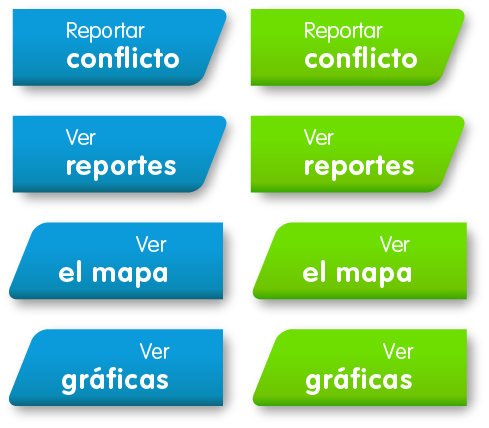 Reportar
conflicto
Reportar
conflicto
Ver
reportes
Ver
reportes
Ver
el mapa
Ver
el mapa
Ver
gráficas
Ver
gráficas